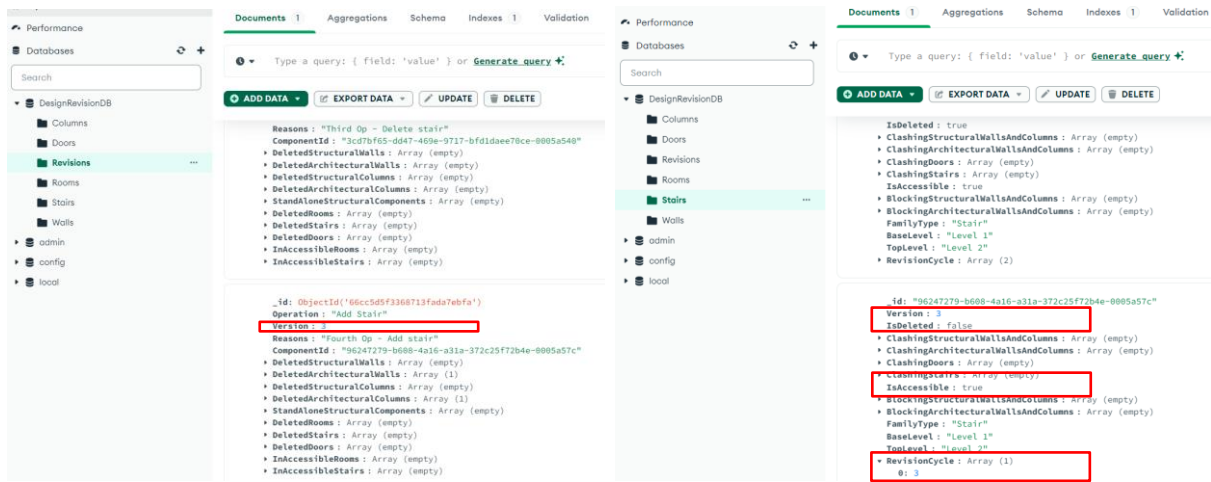 Performance
Databases
Search
DesignRevisionDB
Columns
Doors
Revisions
Rooms
Stairs
Walls
admin
config
local
Documents 1 Aggregations Schema Indexes 1 Validation
Type a query: { field: 'value' } or Generate query
ADD DATA EXPORT DATA UPDATE DELETE
Reasons : "Third Op - Delete stair"
ComponentId : "3cd7bf65-dd47-469e-9717-bfd1daee70ce-0005a548"
DeletedStructuralWalls : Array (empty)
DeletedArchitecturalWalls : Array (empty)
DeletedStructuralColumns : Array (empty)
DeletedArchitecturalColumns : Array (empty)
StandAloneStructuralComponents : Array (empty)
DeletedRooms : Array (empty)
DeletedStairs : Array (empty)
DeletedDoors : Array (empty)
InAccessibleRooms : Array (empty)
InAccessibleStairs : Array (empty)
_id: ObjectId('66cc5d5f3368713fada7ebfa')
Operation : "Add Stair"
Version : 3
Reasons : "Fourth Op - Add stair"
ComponentId : "96247279-b608-4a16-a31a-372c25f72b4e-0005a57c"
DeletedStructuralWalls : Array (empty)
DeletedArchitecturalWalls : Array (1)
DeletedStructuralColumns : Array (empty)
DeletedArchitecturalColumns : Array (1)
StandAloneStructuralComponents : Array (empty)
DeletedRooms : Array (empty)
DeletedStairs : Array (empty)
DeletedDoors : Array (empty)
InAccessibleRooms : Array (empty)
InAccessibleStairs : Array (empty)
Performance
Databases
Search
DesignRevisionDB
Columns
Doors
Revisions
Rooms
Stairs
Walls
admin
config
local
Documents 1 Aggregations Schema Indexes 1 Validation
Type a query: { field: 'value' } or Generate query
ADD DATA EXPORT DATA UPDATE DELETE
IsDeleted : true
ClashingStructuralWallsAndColumns : Array (empty)
ClashingArchitecturalWallsAndColumns : Array (empty)
ClashingDoors : Array (empty)
ClashingStairs : Array (empty)
IsAccessible : true
BlockingStructuralWallsAndColumns : Array (empty)
BlockingArchitecturalWallsAndColumns : Array (empty)
FamilyType : "Stair"
BaseLevel : "Level 1"
TopLevel : "Level 2"
RevisionCycle : Array (2)
_id: "96247279-b608-4a16-a31a-372c25f72b4e-0005a57c"
Version : 3
IsDeleted : false
ClashingStructuralWallsAndColumns : Array (empty)
ClashingArchitecturalWallsAndColumns : Array (empty)
ClashingDoors : Array (empty)
ClashingStairs : Array (empty)
IsAccessible : true
BlockingStructuralWallsAndColumns : Array (empty)
BlockingArchitecturalWallsAndColumns : Array (empty)
FamilyType : "Stair"
BaseLevel : "Level 1"
TopLevel : "Level 2"
RevisionCycle : Array (1)
0: 3